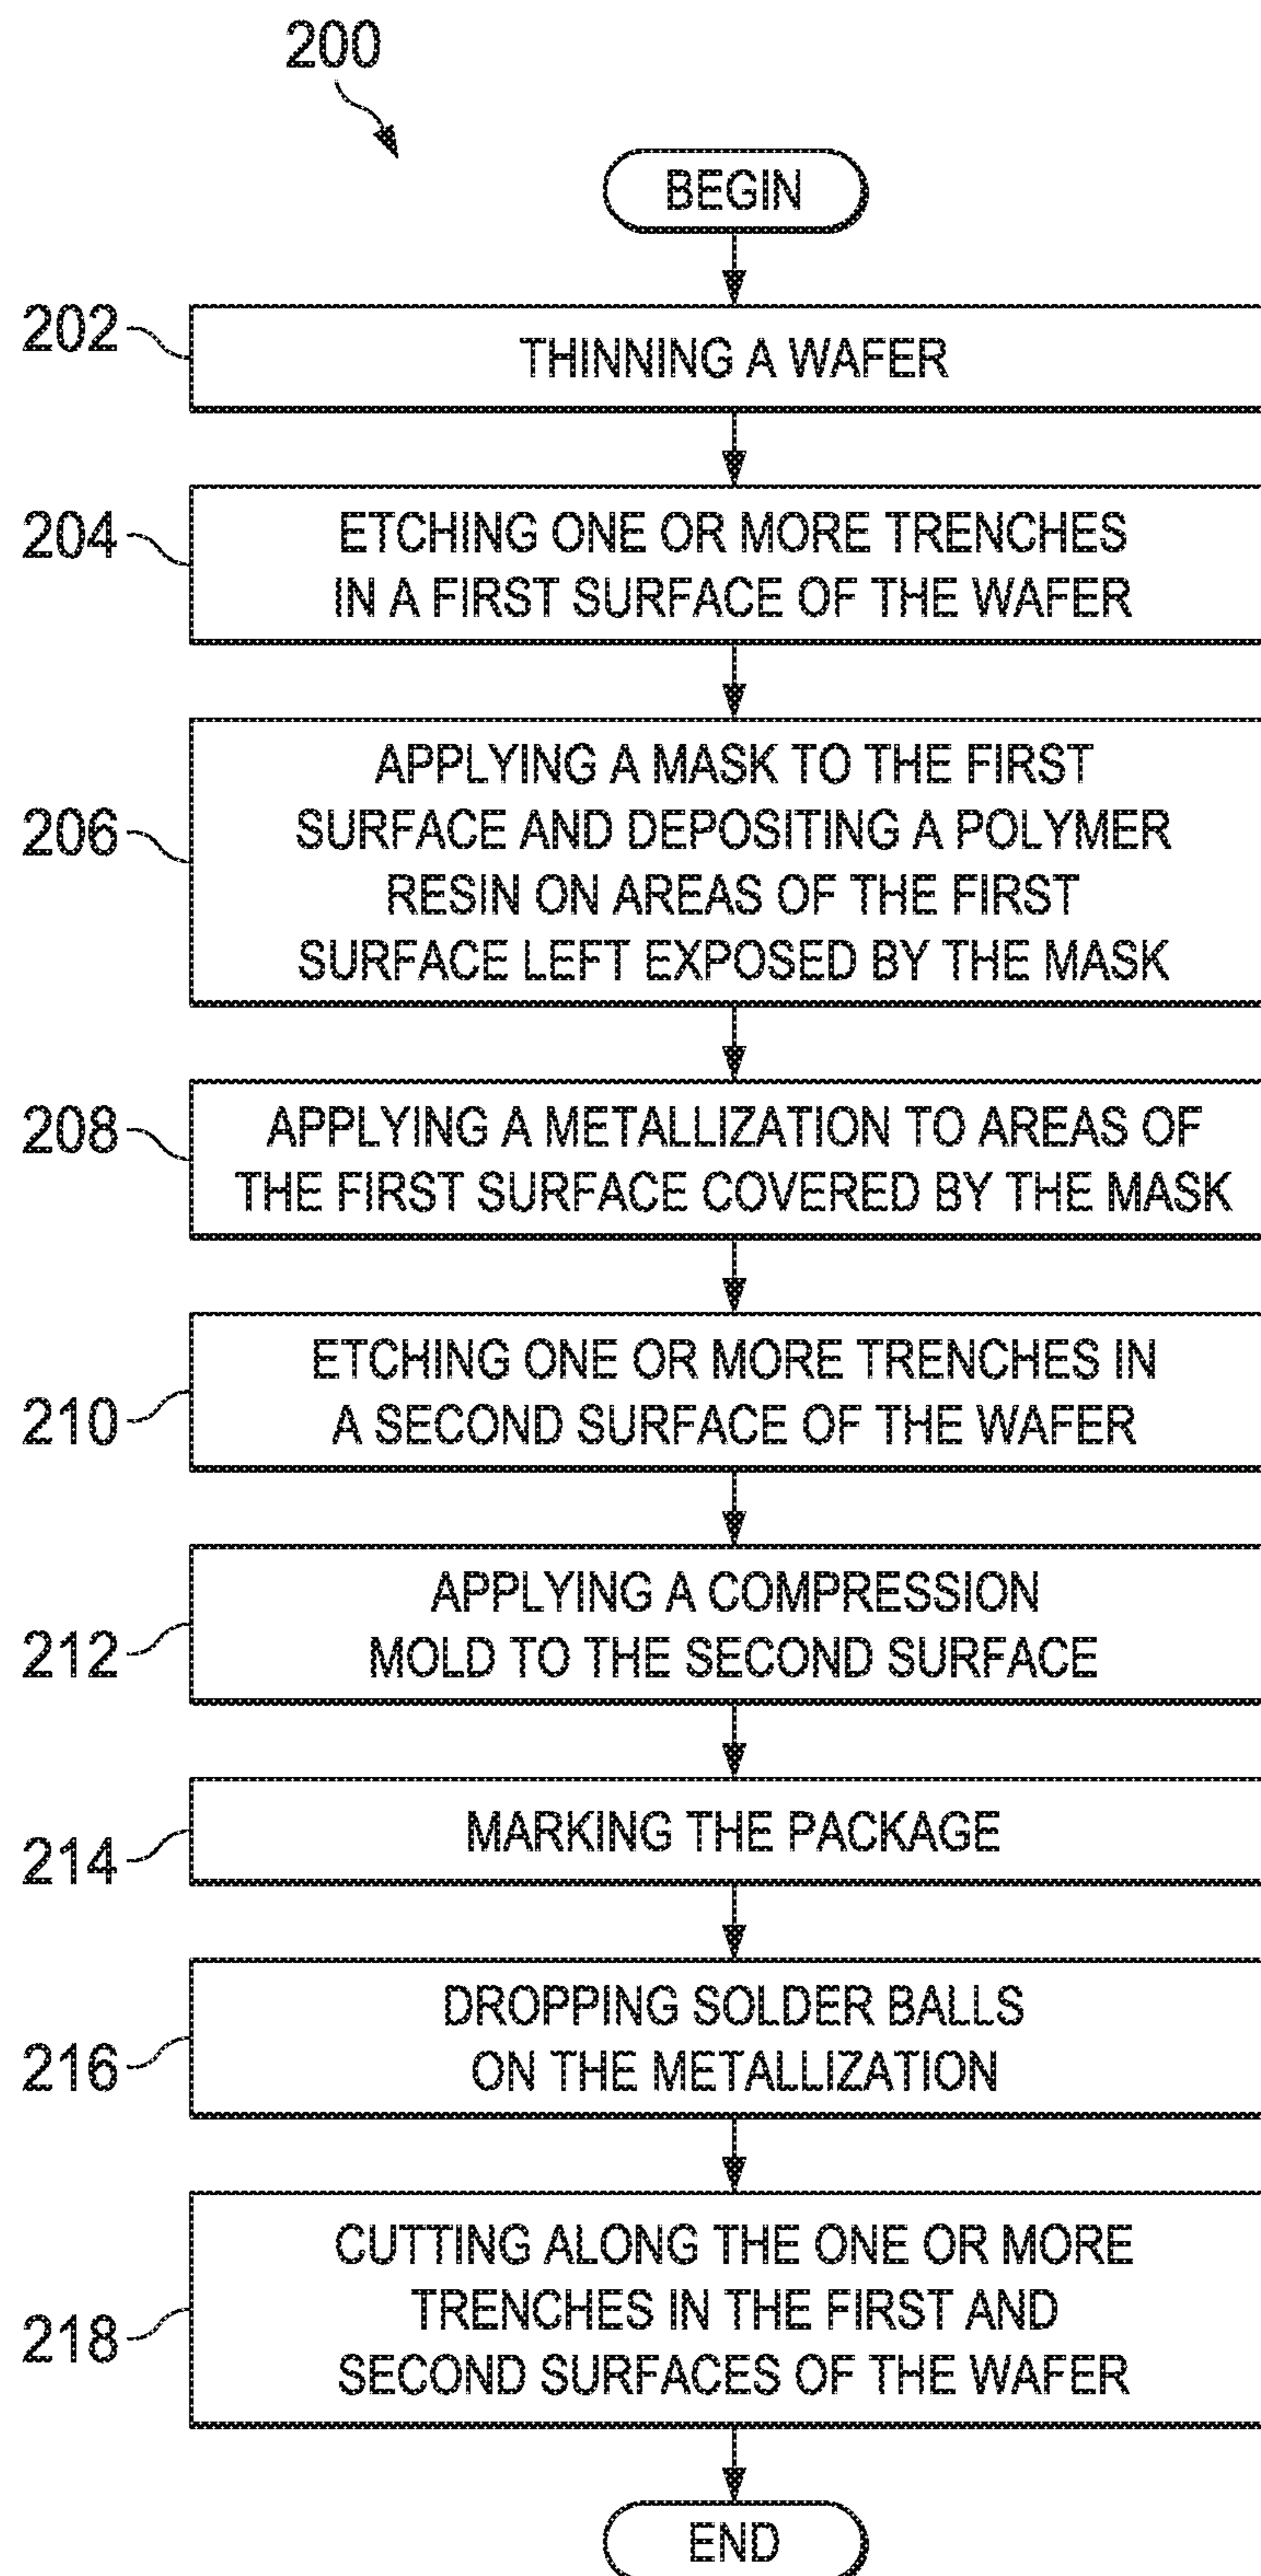 200
BEGIN
202
THINNING A WAFER
204
ETCHING ONE OR MORE TRENCHES
IN A FIRST SURFACE OF THE WAFER
206
APPLYING A MASK TO THE FIRST
SURFACE AND DEPOSITING A POLYMER
RESIN ON AREAS OF THE FIRST
SURFACE LEFT EXPOSED BY THE MASK
208
APPLYING A METALLIZATION TO AREAS OF
THE FIRST SURFACE COVERED BY THE MASK
210
ETCHING ONE OR MORE TRENCHES IN
A SECOND SURFACE OF THE WAFER
212
APPLYING A COMPRESSION
MOLD TO THE SECOND SURFACE
214
MARKING THE PACKAGE
216
DROPPING SOLDER BALLS
ON THE METALLIZATION
218
CUTTING ALONG THE ONE OR MORE
TRENCHES IN THE FIRST AND
SECOND SURFACES OF THE WAFER
END